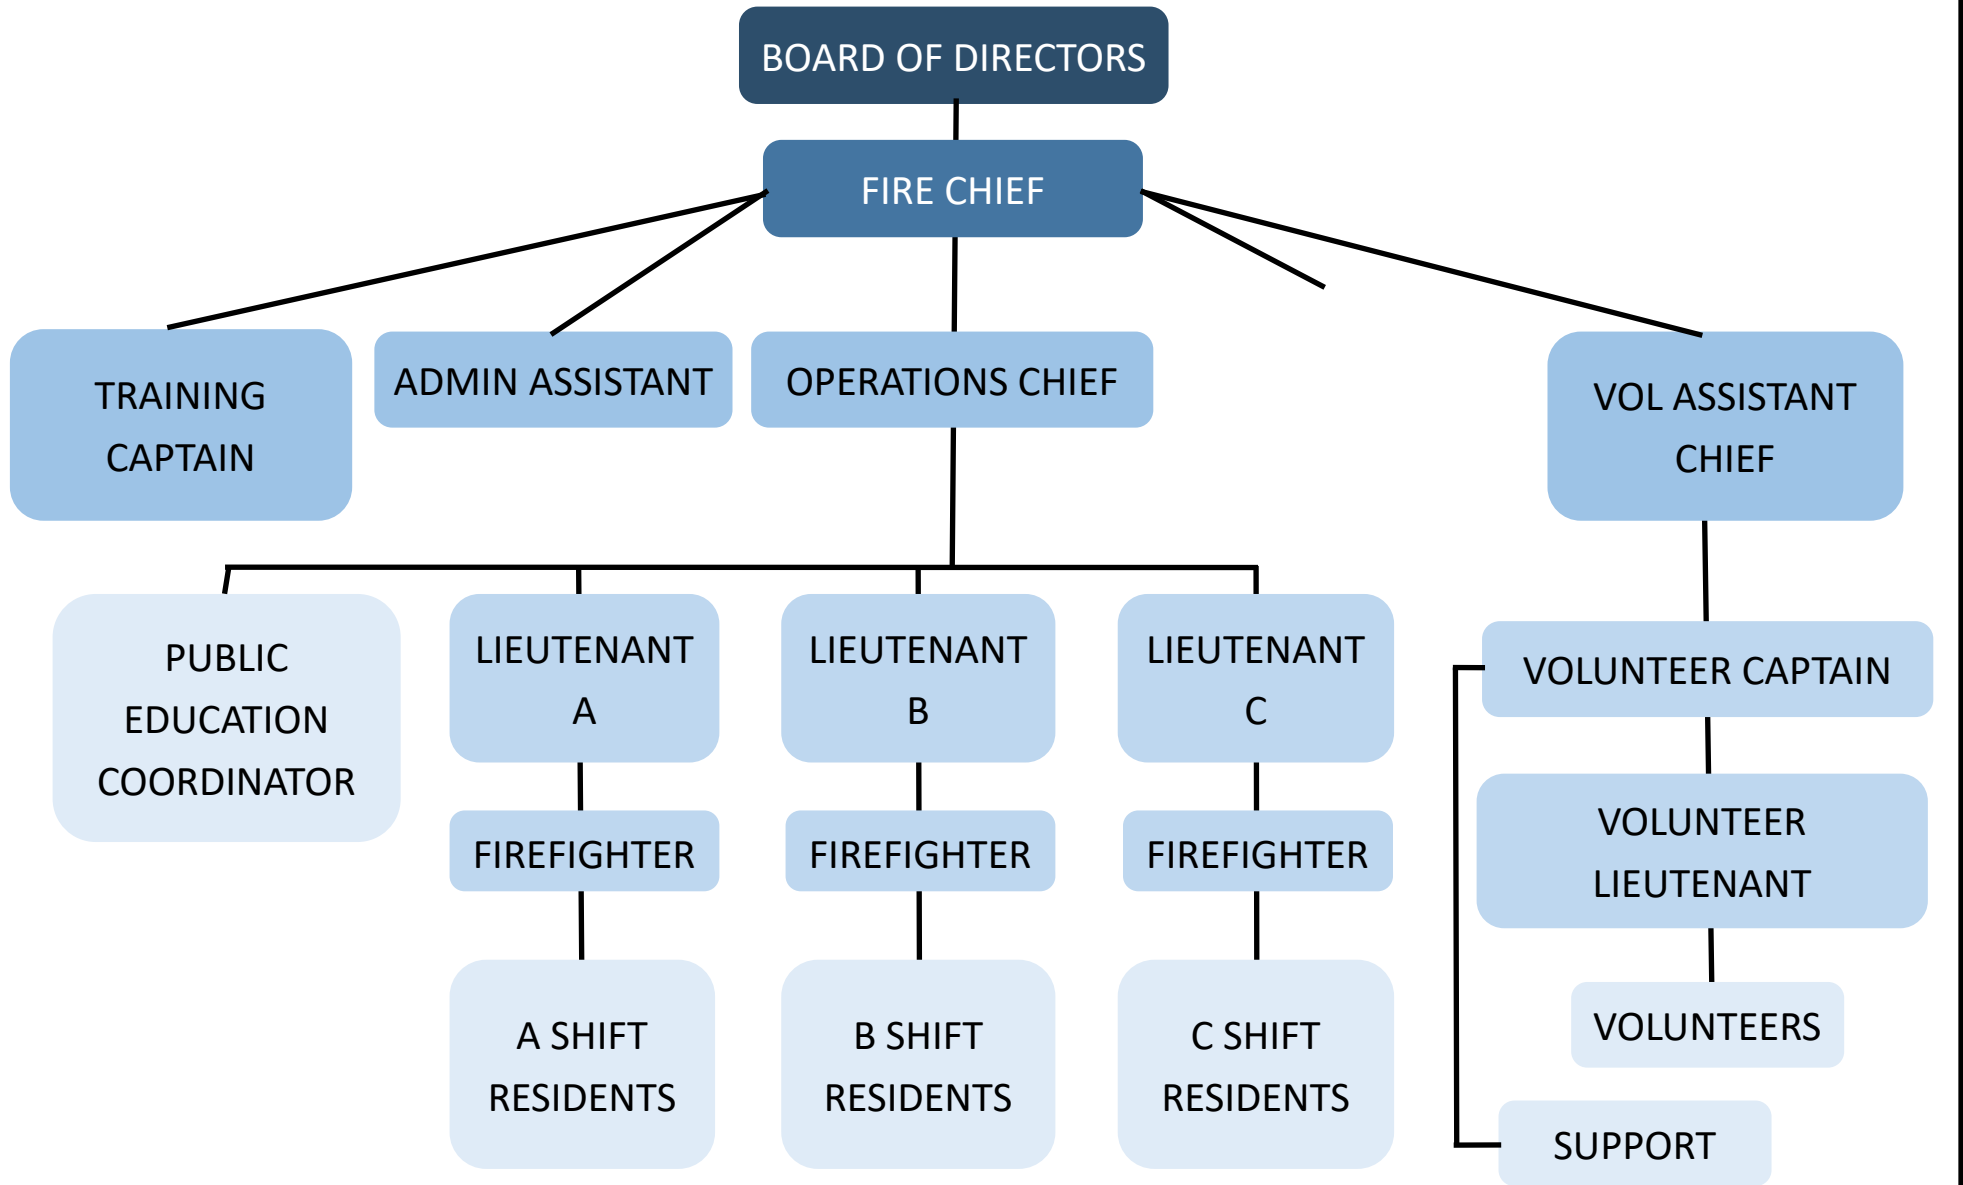 BOARD OF DIRECTORS
FIRE CHIEF
TRAINING
CAPTAIN
ADMIN ASSISTANT
OPERATIONS CHIEF
VOL ASSISTANT
CHIEF
PUBLIC
EDUCATION
COORDINATOR
LIEUTENANT
A
LIEUTENANT
B
LIEUTENANT
C
VOLUNTEER CAPTAIN
FIREFIGHTER
FIREFIGHTER
FIREFIGHTER
VOLUNTEER
LIEUTENANT
A SHIFT
RESIDENTS
B SHIFT
RESIDENTS
C SHIFT
RESIDENTS
VOLUNTEERS
SUPPORT